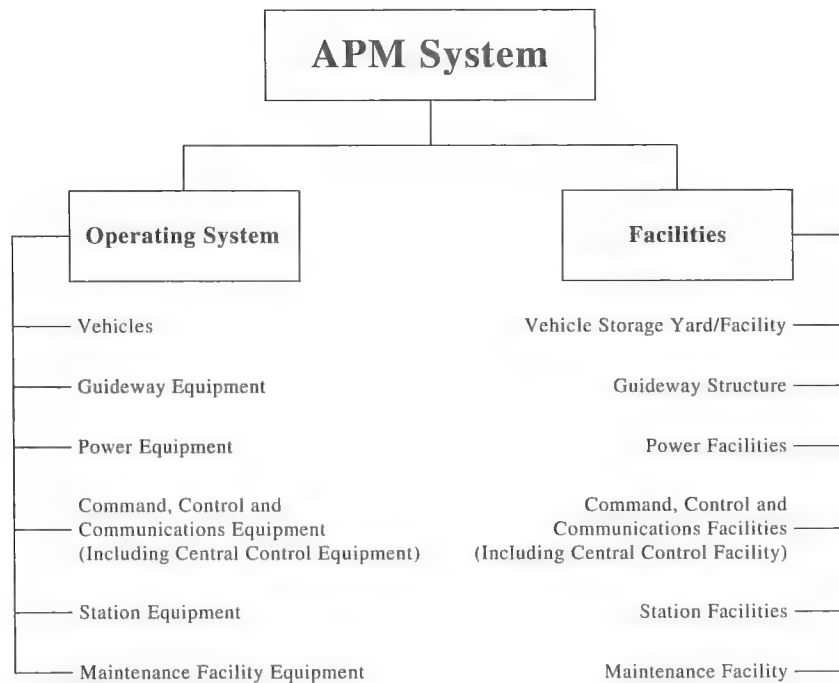 APM System
Operating System
Facilities
Vehicles
Guideway Equipment
Power Equipment
Command, Control and
Communications Equipment
(Including Central Control Equipment)
Station Equipment
Maintenance Facility Equipment
Vehicle Storage Yard/Facility
Guideway Structure
Power Facilities
Command, Control and
Communications Facilities
(Including Central Control Facility)
Station Facilities
Maintenance Facility